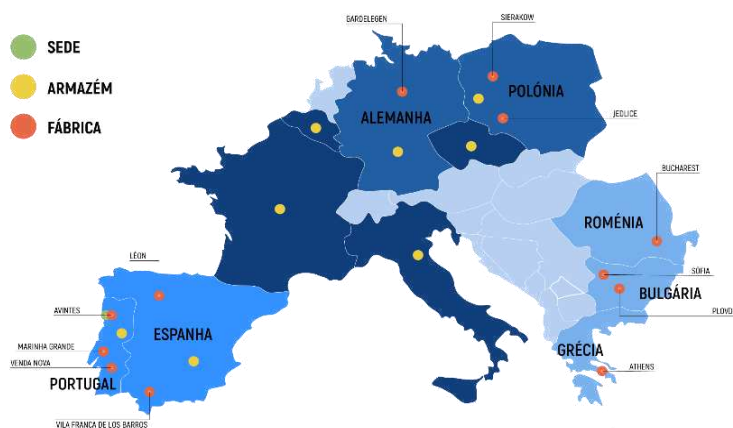 GARDELEGEN
SIERAKOW
SEDE
ARMAZÉM
FÁBRICA
POLÓNIA
ALEMANHA
JEDLICE
BUCHAREST
ROMÉNIA
LÉON
SÓFIA
BULGÁRIA
AVINTES
PLOVD
ESPANHA
MARINHA GRANDE
GRÉCIA
VENDA NOVA
ATHENS
PORTUGAL
VILA FRANCA DE LOS BARROS